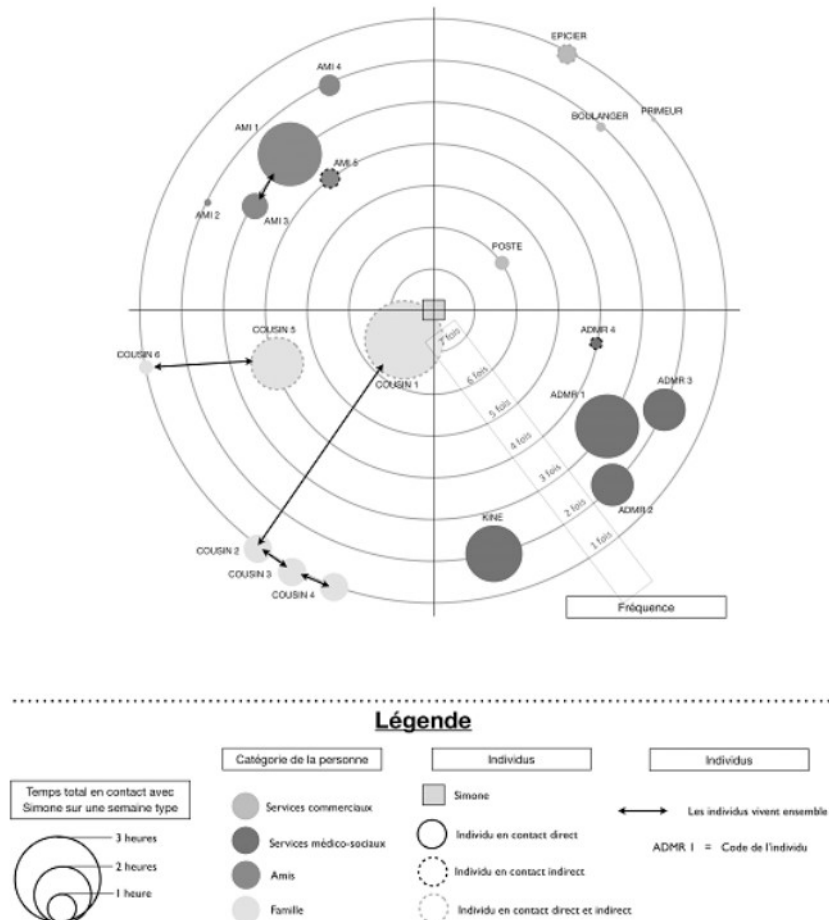 EPICIER
AMI 4
PRIMEUR
BOULANGER
AMI 1
AMI 5
AMI 2
AMI 3
POSTE
COUSIN 5
ADMR 4
7 fois
COUSIN 6
COUSIN 1
6 fois
ADMR 3
ADMR 1
5 fois
4 fois
3 fois
2 fois
ADMR 2
KINE
1 fois
COUSIN 2
COUSIN 3
COUSIN 4
Fréquence
Légende
Catégorie de la personne
Individus
Individus
Temps total en contact avec
Simone sur une semaine type
Simone
Services commerciaux
Les individus vivent ensemble
3 heures
Services médico-sociaux
Individu en contact direct
ADMR 1 = Code de l'individu
2 heures
Amis
Individu en contact indirect
1 heure
Famille
Individu en contact direct et indirect